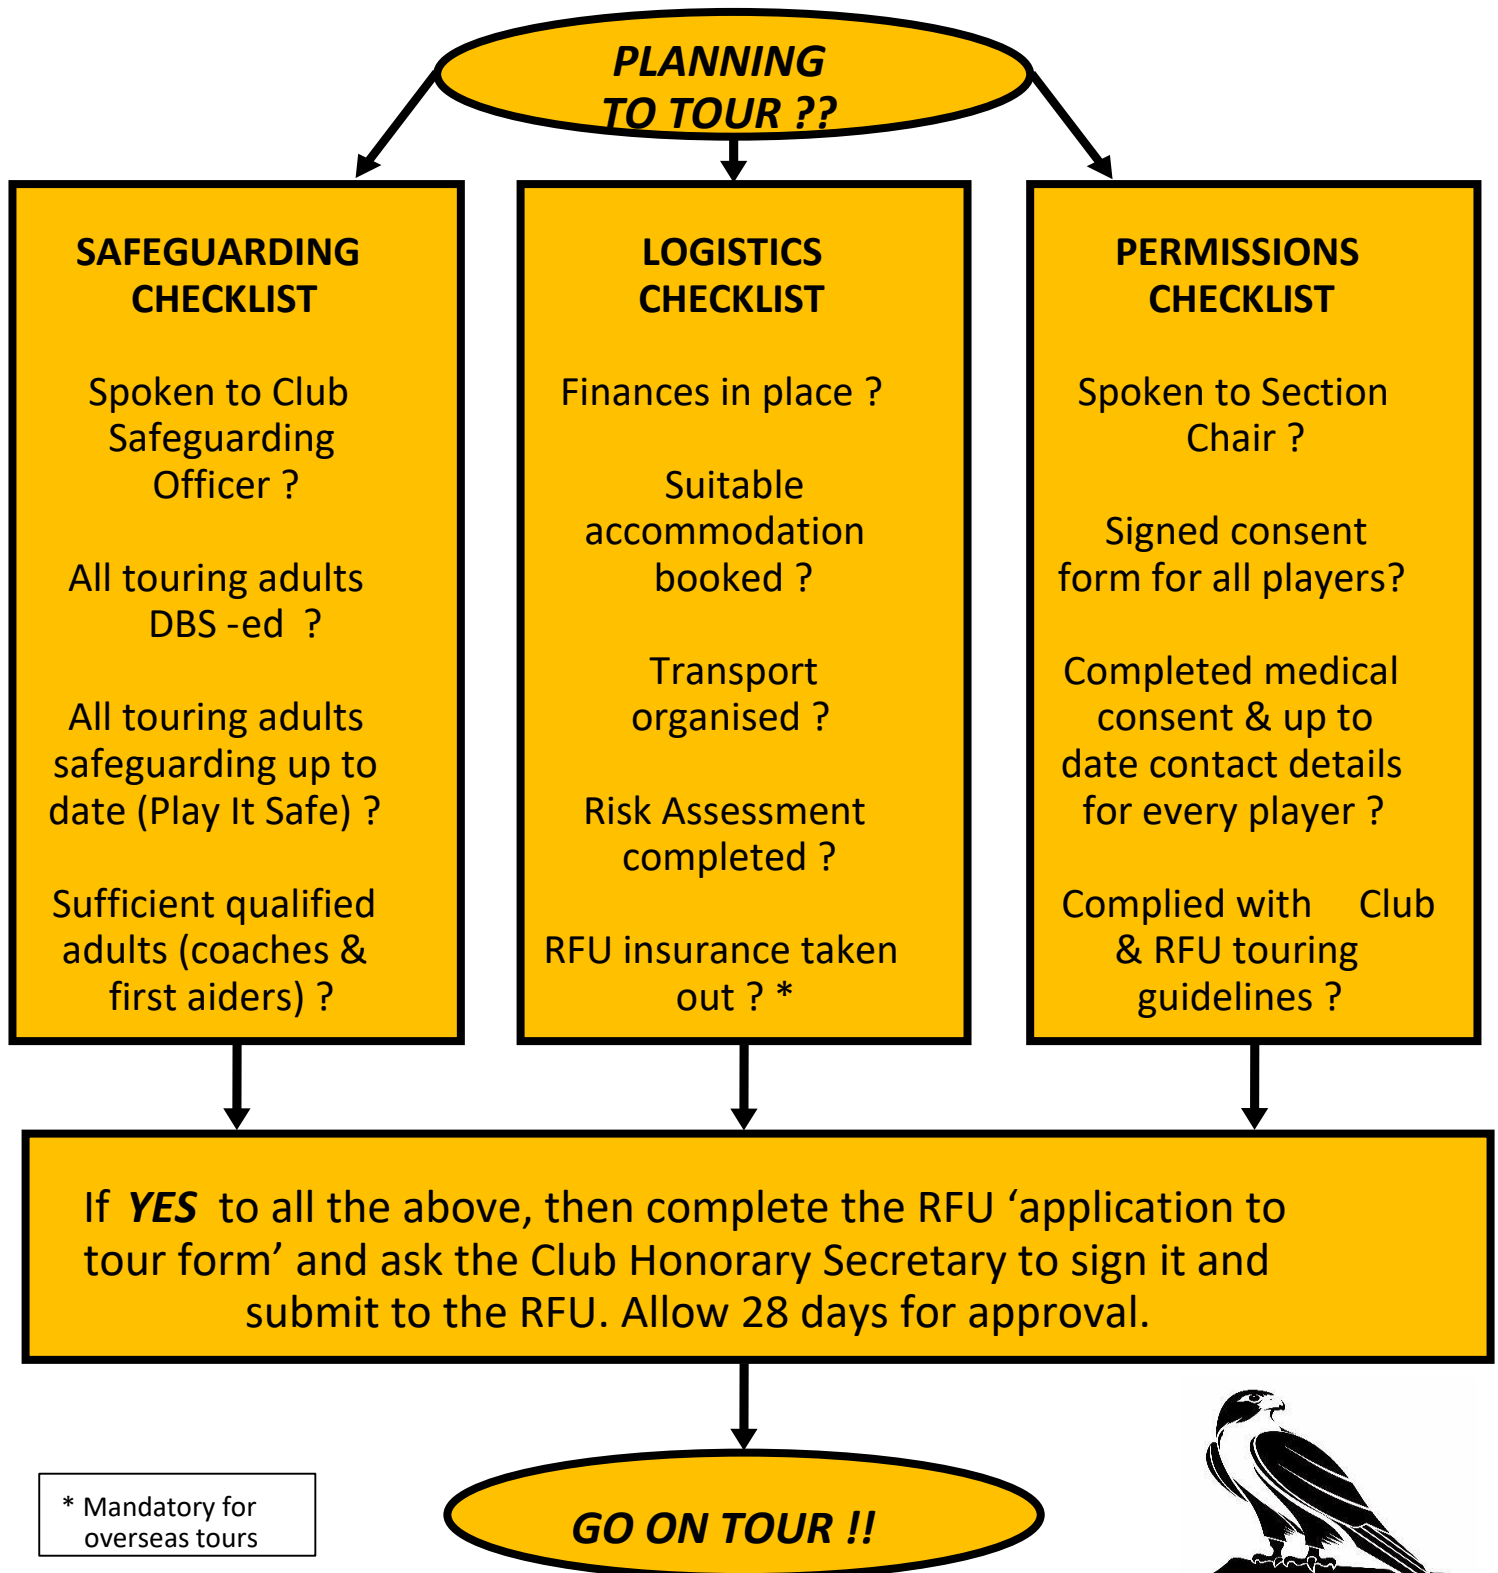 PLANNING
TO TOUR ??
SAFEGUARDING
CHECKLIST
Spoken to Club
Safeguarding
Officer ?
All touring adults
DBS -ed ?
All touring adults
safeguarding up to
date (Play It Safe) ?
Sufficient qualified
adults (coaches &
first aiders) ?
LOGISTICS
CHECKLIST
Finances in place ?
Suitable
accommodation
booked ?
Transport
organised ?
Risk Assessment
completed ?
RFU insurance taken
out ? *
PERMISSIONS
CHECKLIST
Spoken to Section
Chair ?
Signed consent
form for all players?
Completed medical
consent & up to
date contact details
for every player ?
Complied with Club
& RFU touring
guidelines ?
If YES to all the above, then complete the RFU ‘application to
tour form’ and ask the Club Honorary Secretary to sign it and
submit to the RFU. Allow 28 days for approval.
* Mandatory for
overseas tours
GO ON TOUR !!